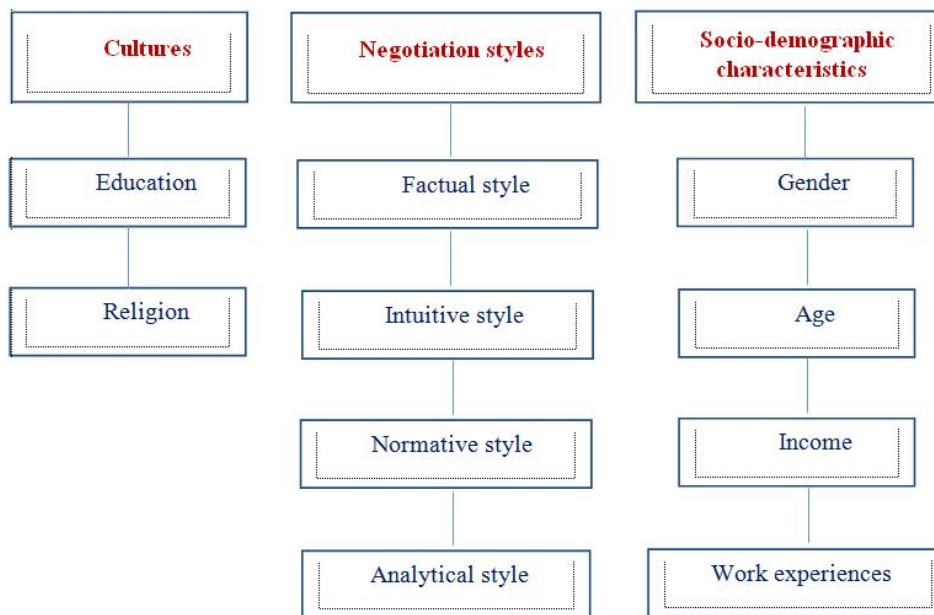 Cultures
Education
Religion
Negotiation styles
Factual style
Intuitive style
Normative style
Analytical style
Socio-demographic
characteristics
Gender
Age
Income
Work experiences